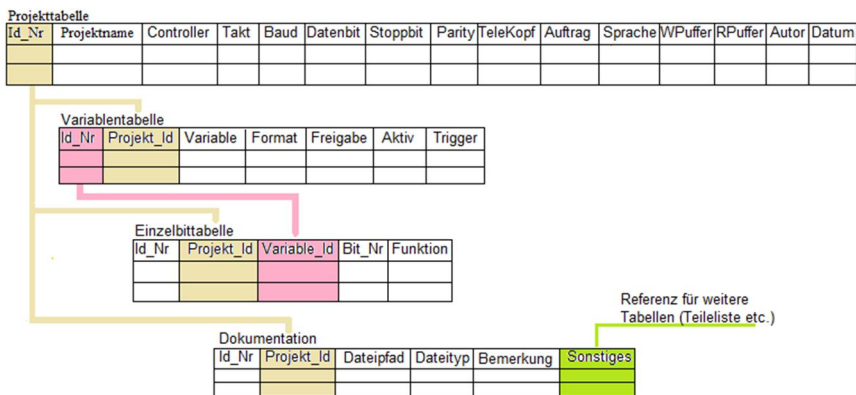 Projekttabelle
Id_Nr Projektname Controller Takt Baud Datenbit Stoppbit Parity TeleKopf Auftrag Sprache WPuffer RPuffer Autor Datum
Variablentabelle
Id_Nr Projekt_Id Variable Format Freigabe Aktiv Trigger
Einzelbittabelle
Id_Nr Projekt_Id Variable_Id Bit_Nr Funktion
Referenz für weitere
Tabellen (Teileliste etc.)
Dokumentation
Id_Nr Projekt_Id Dateipfad Dateityp Bemerkung Sonstiges